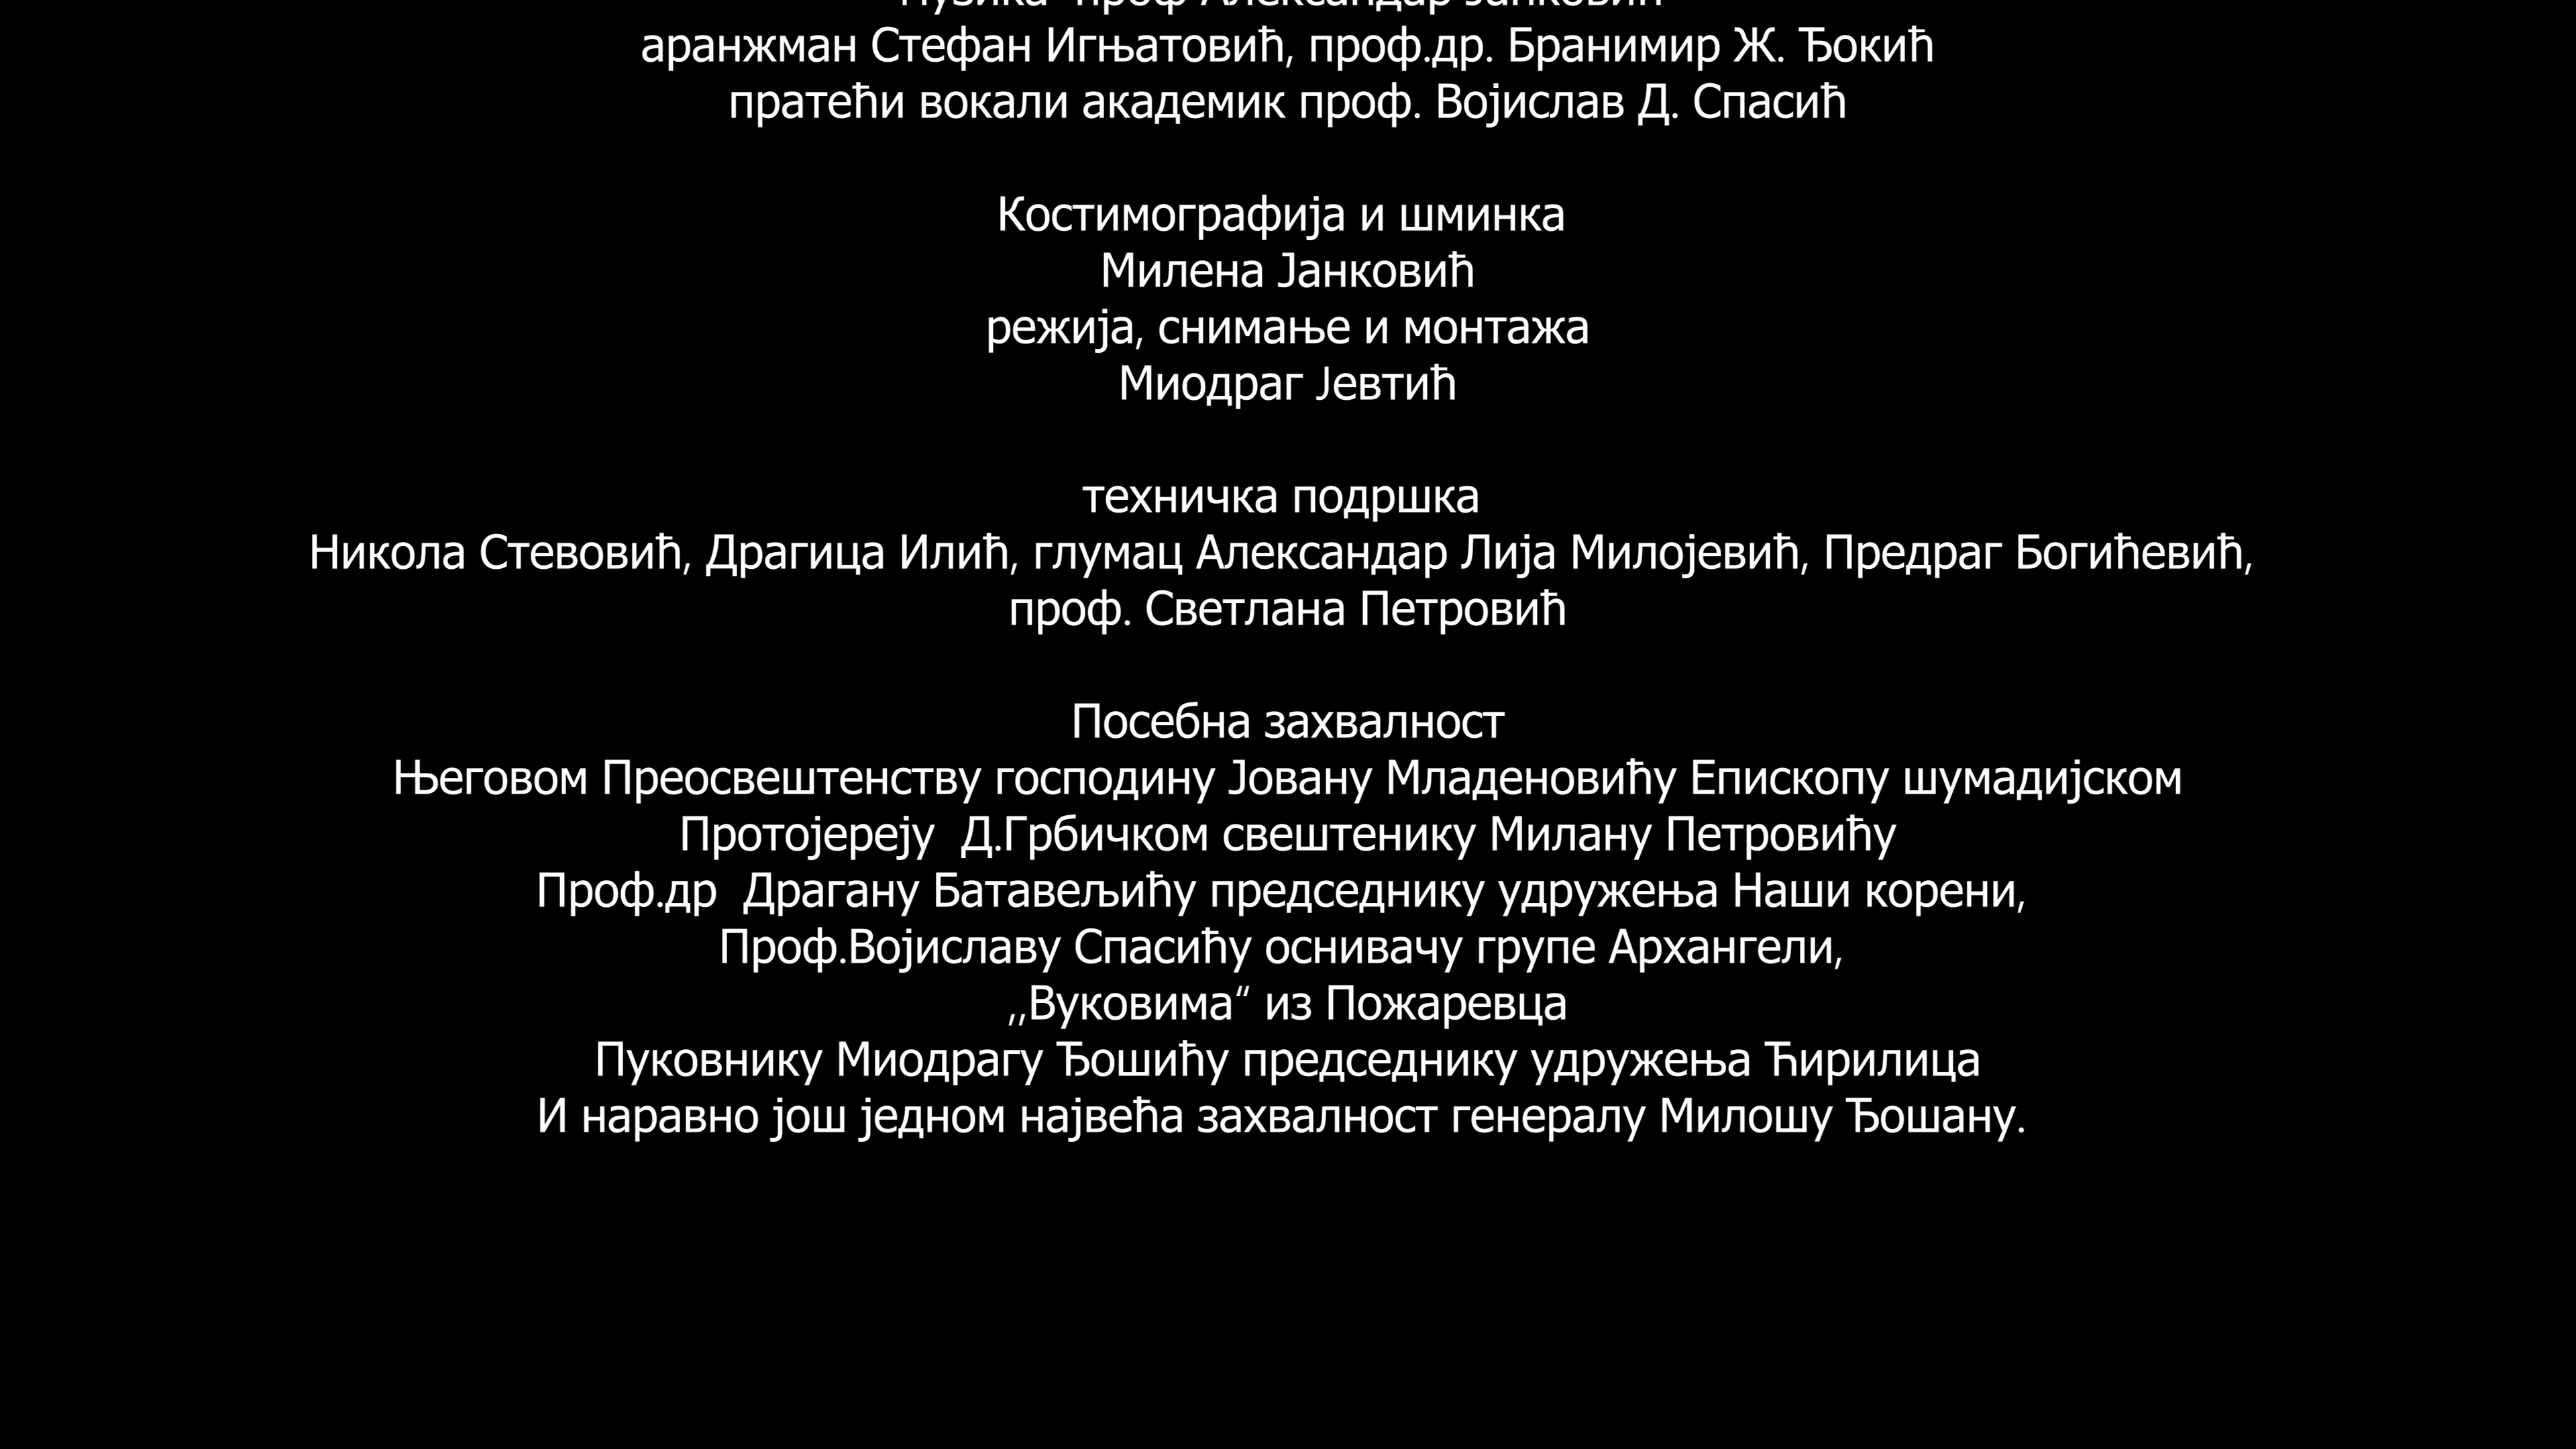 Музика проф Александар Јанковић
аранжман Стефан Игњатовић, проф.др. Бранимир Ж. Ђокић
пратећи вокали академик проф. Војислав Д. Спасић
Костимографија и шминка
Милена Јанковић
режија, снимање и монтажа
Миодраг Јевтић
техничка подршка
Никола Стевовић, Драгица Илић, глумац Александар Лија Милојевић, Предраг Богићевић,
проф. Светлана Петровић
Посебна захвалност
Његовом Преосвештенству господину Јовану Младеновићу Епископу шумадијском
Протојереју Д.Грбичком свештенику Милану Петровићу
Проф.др Драгану Батавељићу председнику удружења Наши корени,
Проф.Војиславу Спасићу оснивачу групе Архангели,
,,Вуковима“ из Пожаревца
Пуковнику Миодрагу Ђошићу председнику удружења Ћирилица
И наравно још једном највећа захвалност генералу Милошу Ђошану.